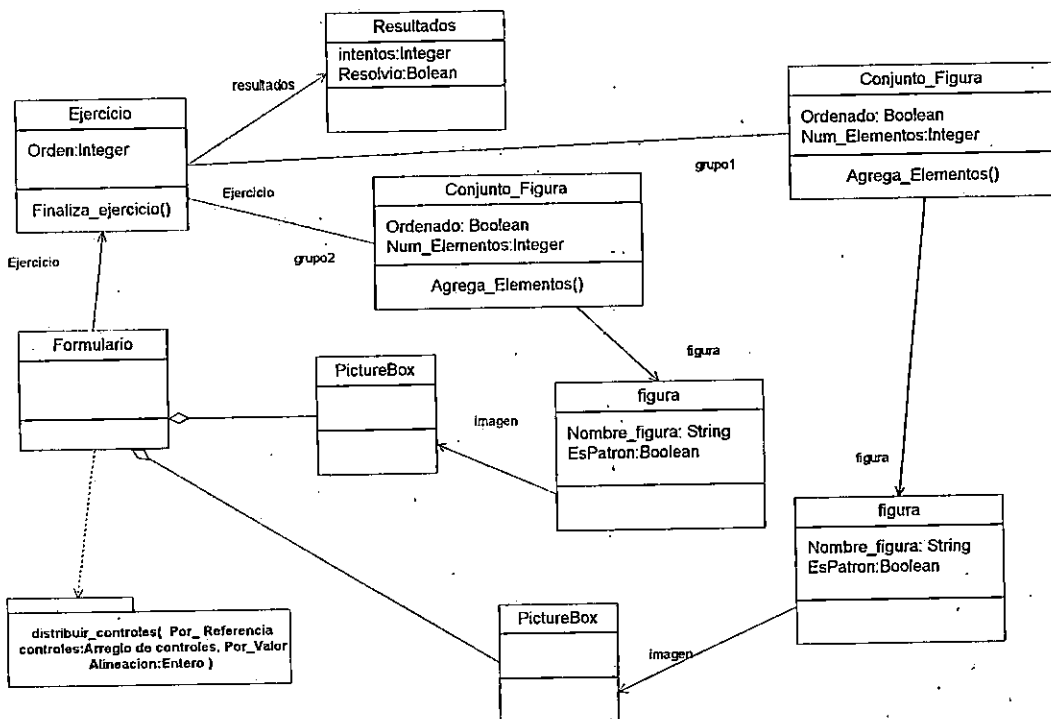 Resultados
intentos:Integer
Resolvio:Bolean
resultados
Conjunto_Figura
Ordenado: Boolean
Num_Elementos:Integer
Agrega_Elementos()
grupo1
Ejercicio
Orden:Integer
Finaliza_ejercicio()
Ejercicio
grupo2
Conjunto_Figura
Ordenado: Boolean
Num_Elementos:Integer
Agrega_Elementos()
Ejercicio
Formulario
PictureBox
figura
figura
Nombre_figura: String
EsPatron:Boolean
imagen
figura
figura
Nombre_figura: String
EsPatron:Boolean
distribuir_controles( Por_ Referencia
controles:Arreglo de controles, Por_Valor
Alineacion:Entero )
PictureBox
imagen